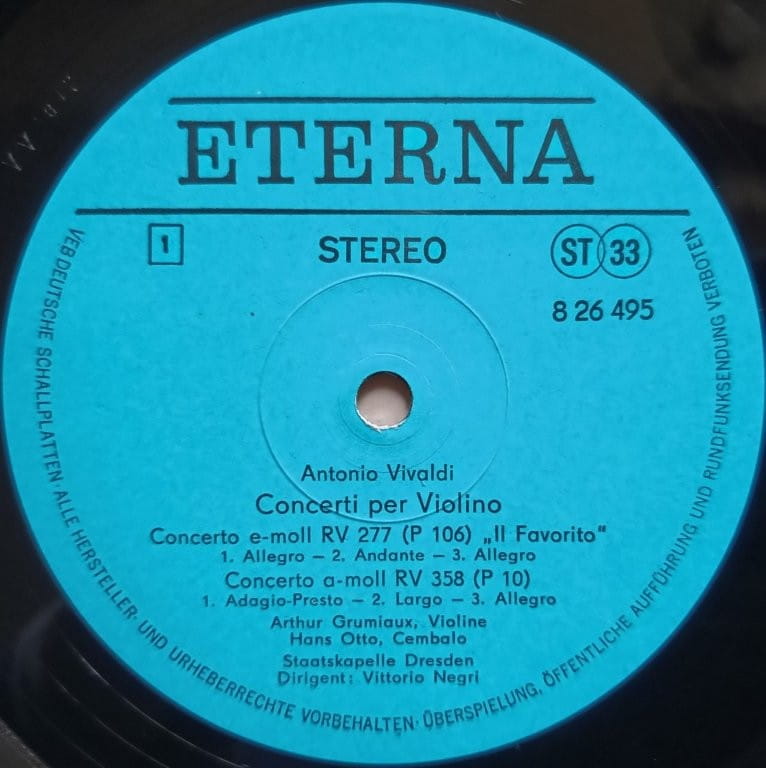 ETERNA
1
STEREO
ST 33
8 26 495
Antonio Vivaldi
Concerti per Violino
Concerto e-moll RV 277 (P 106) „Il Favorito"
1. Allegro – 2. Andante – 3. Allegro
Concerto a-moll RV 358 (P 10)
1. Adagio-Presto – 2. Largo – 3. Allegro
Arthur Grumiaux, Violine
Hans Otto, Cembalo
Staatskapelle Dresden
Dirigent: Vittorio Negri
VEB DEUTSCHE SCHALLPLATTEN · ALLE HERSTELLER- UND URHEBERRECHTE VORBEHALTEN · ÜBERSPIELUNG, ÖFFENTLICHE AUFFÜHRUNG UND RUNDFUNKSENDUNG VERBOTEN